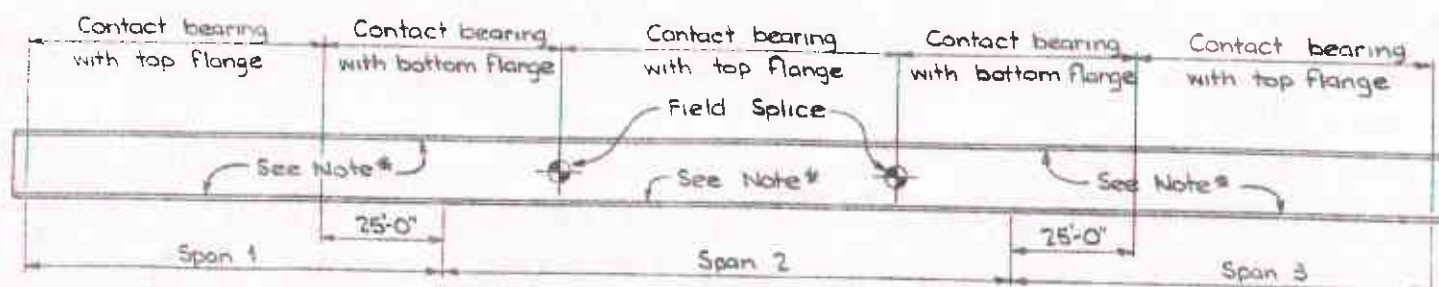 Contact bearing
with top flange
Contact bearing
with bottom flange
Contact bearing
with top flange
Contact bearing
with bottom flange
Contact bearing
with top flange
Field Splice
See Note*
See Note*
See Note*
25'-0"
25'-0"
Span 1
Span 2
Span 3